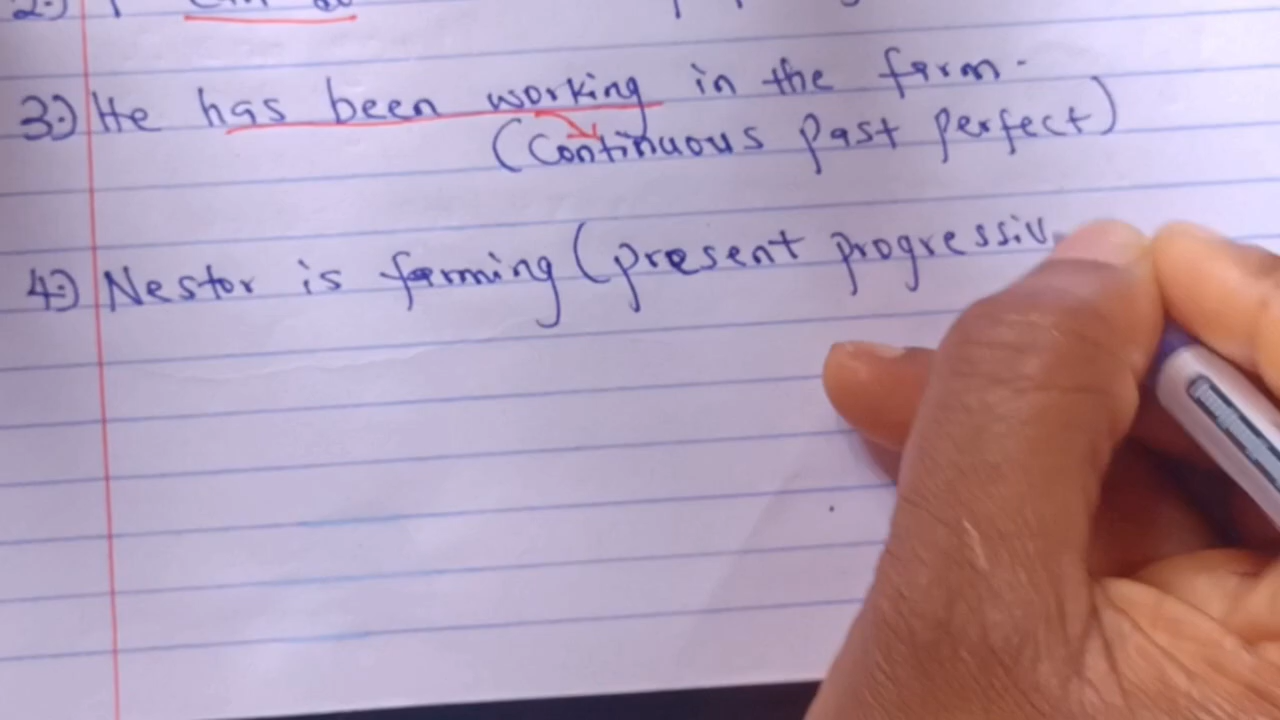 3.) He has been working in the farm.
(Continuous past perfect)
4.) Nestor is farming (present progressiv